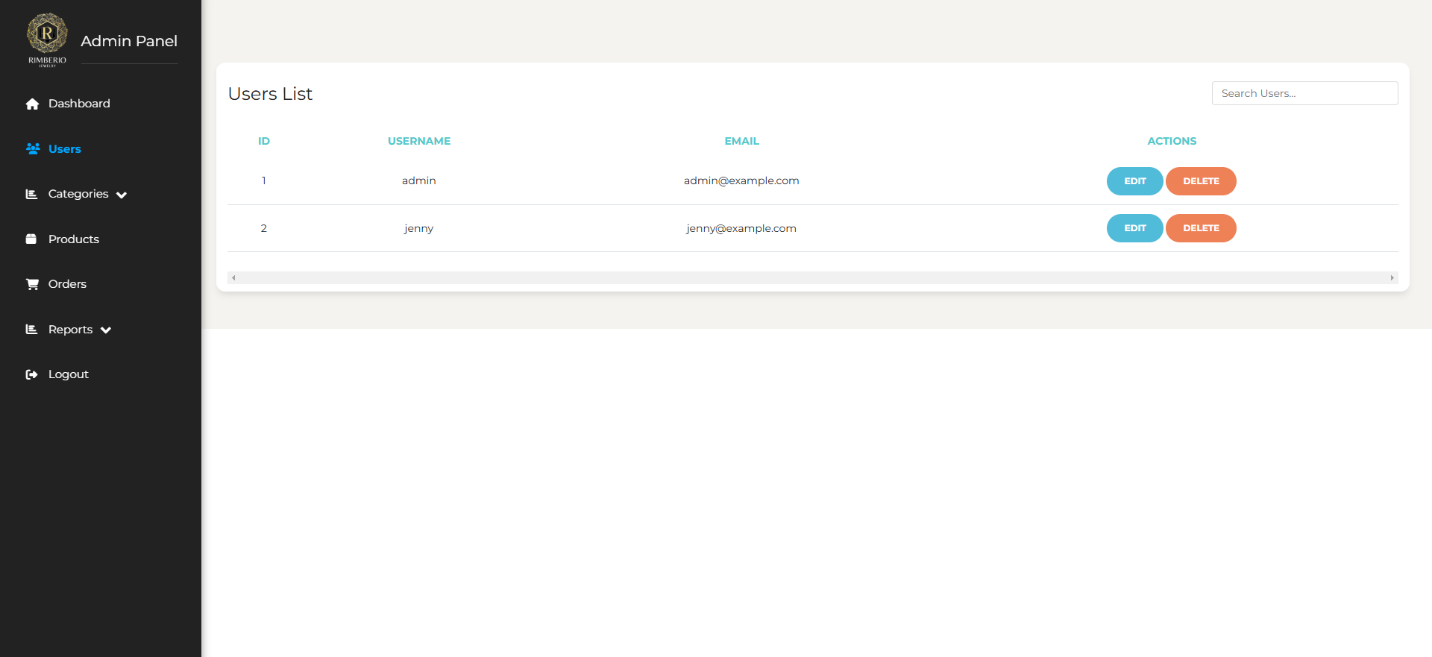 R
RIMBERIO
JEWELRY
Admin Panel
Dashboard
Users
Categories
Products
Orders
Reports
Logout
Users List
Search Users...
ID USERNAME EMAIL ACTIONS
1 admin admin@example.com EDIT DELETE
2 jenny jenny@example.com EDIT DELETE